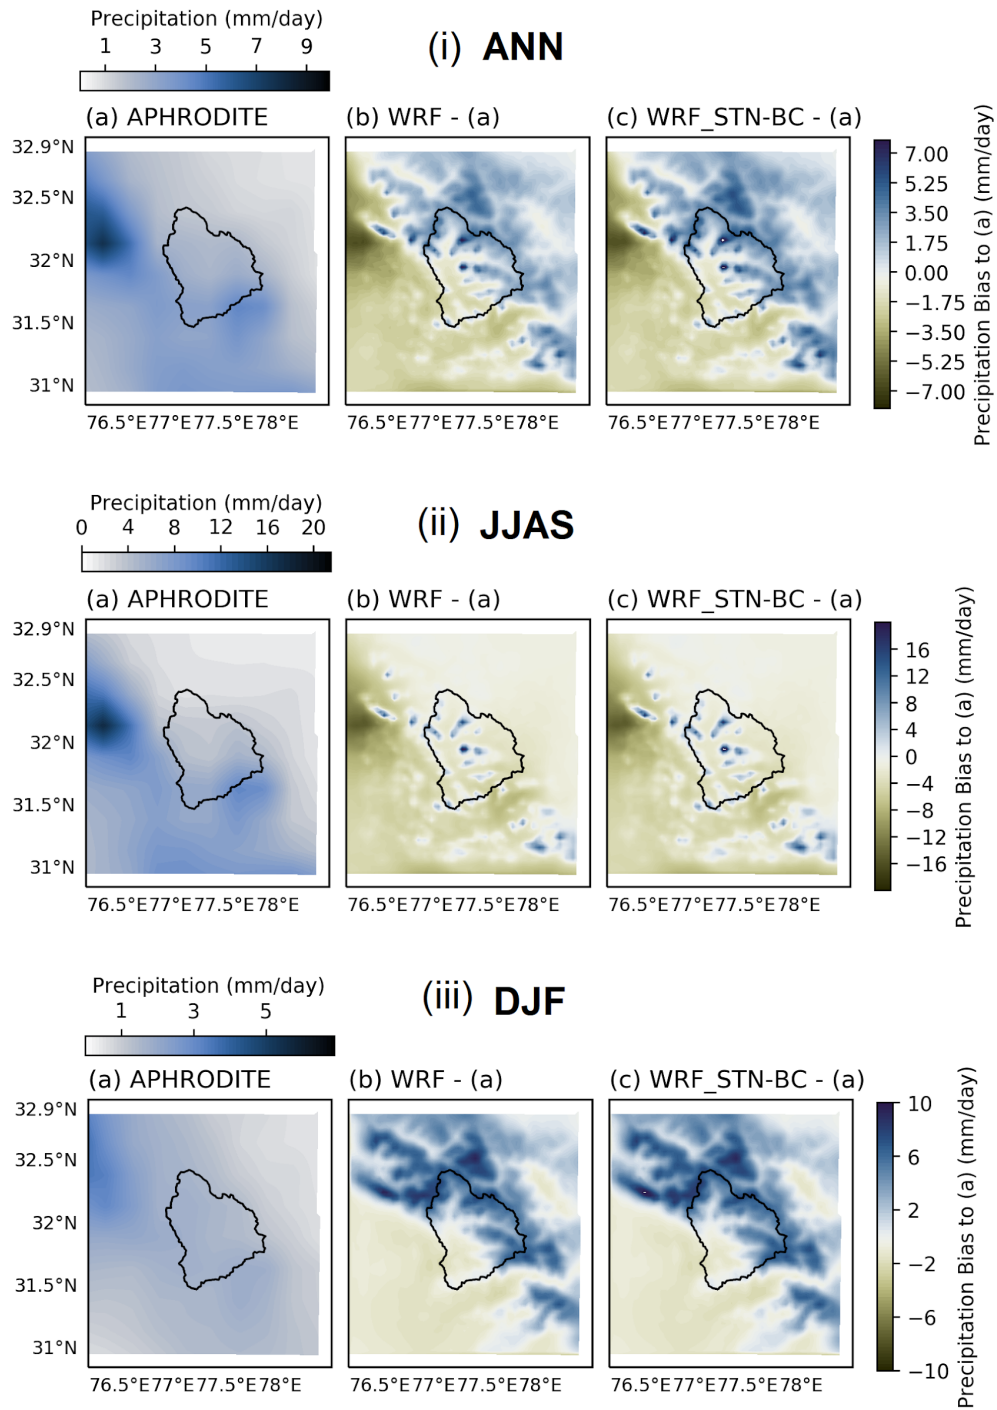 Precipitation (mm/day)
1 3 5 7 9
(i) ANN
(a) APHRODITE
(b) WRF - (a)
(c) WRF_STN-BC - (a)
32.9°N
32.5°N
32°N
31.5°N
31°N
76.5°E77°E77.5°E78°E
76.5°E77°E77.5°E78°E
76.5°E77°E77.5°E78°E
7.00
5.25
3.50
1.75
0.00
−1.75
−3.50
−5.25
−7.00
Precipitation Bias to (a) (mm/day)
Precipitation (mm/day)
0 4 8 12 16 20
(ii) JJAS
(a) APHRODITE
(b) WRF - (a)
(c) WRF_STN-BC - (a)
32.9°N
32.5°N
32°N
31.5°N
31°N
76.5°E77°E77.5°E78°E
76.5°E77°E77.5°E78°E
76.5°E77°E77.5°E78°E
16
12
8
4
0
−4
−8
−12
−16
Precipitation Bias to (a) (mm/day)
Precipitation (mm/day)
1 3 5
(iii) DJF
(a) APHRODITE
(b) WRF - (a)
(c) WRF_STN-BC - (a)
32.9°N
32.5°N
32°N
31.5°N
31°N
76.5°E77°E77.5°E78°E
76.5°E77°E77.5°E78°E
76.5°E77°E77.5°E78°E
10
6
2
−2
−6
−10
Precipitation Bias to (a) (mm/day)